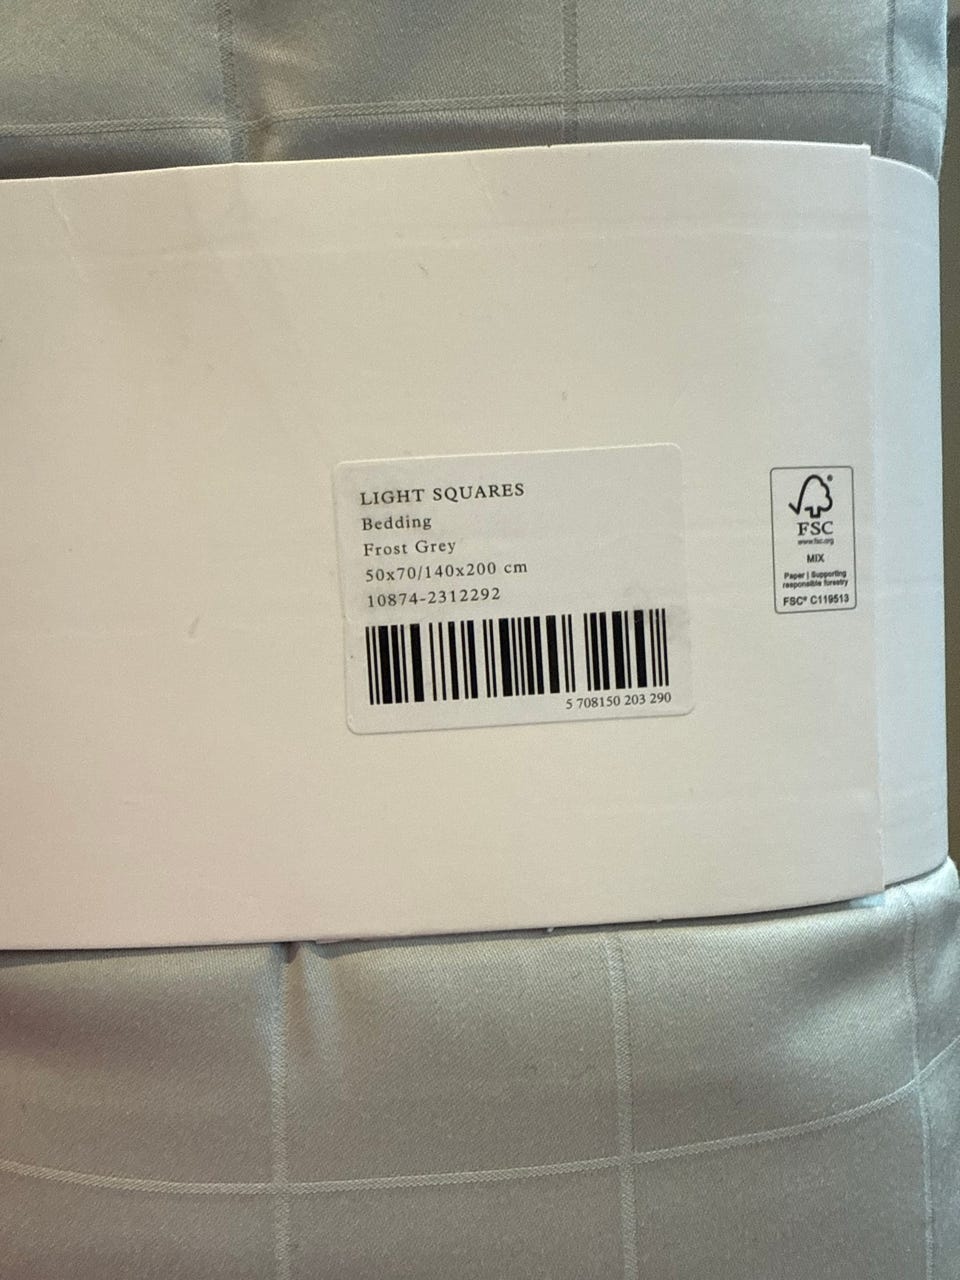 LIGHT SQUARES
Bedding
Frost Grey
50x70/140x200 cm
10874-2312292
5 708150 203 290
FSC
www.fsc.org
MIX
Paper | Supporting
responsible forestry
FSC® C119513